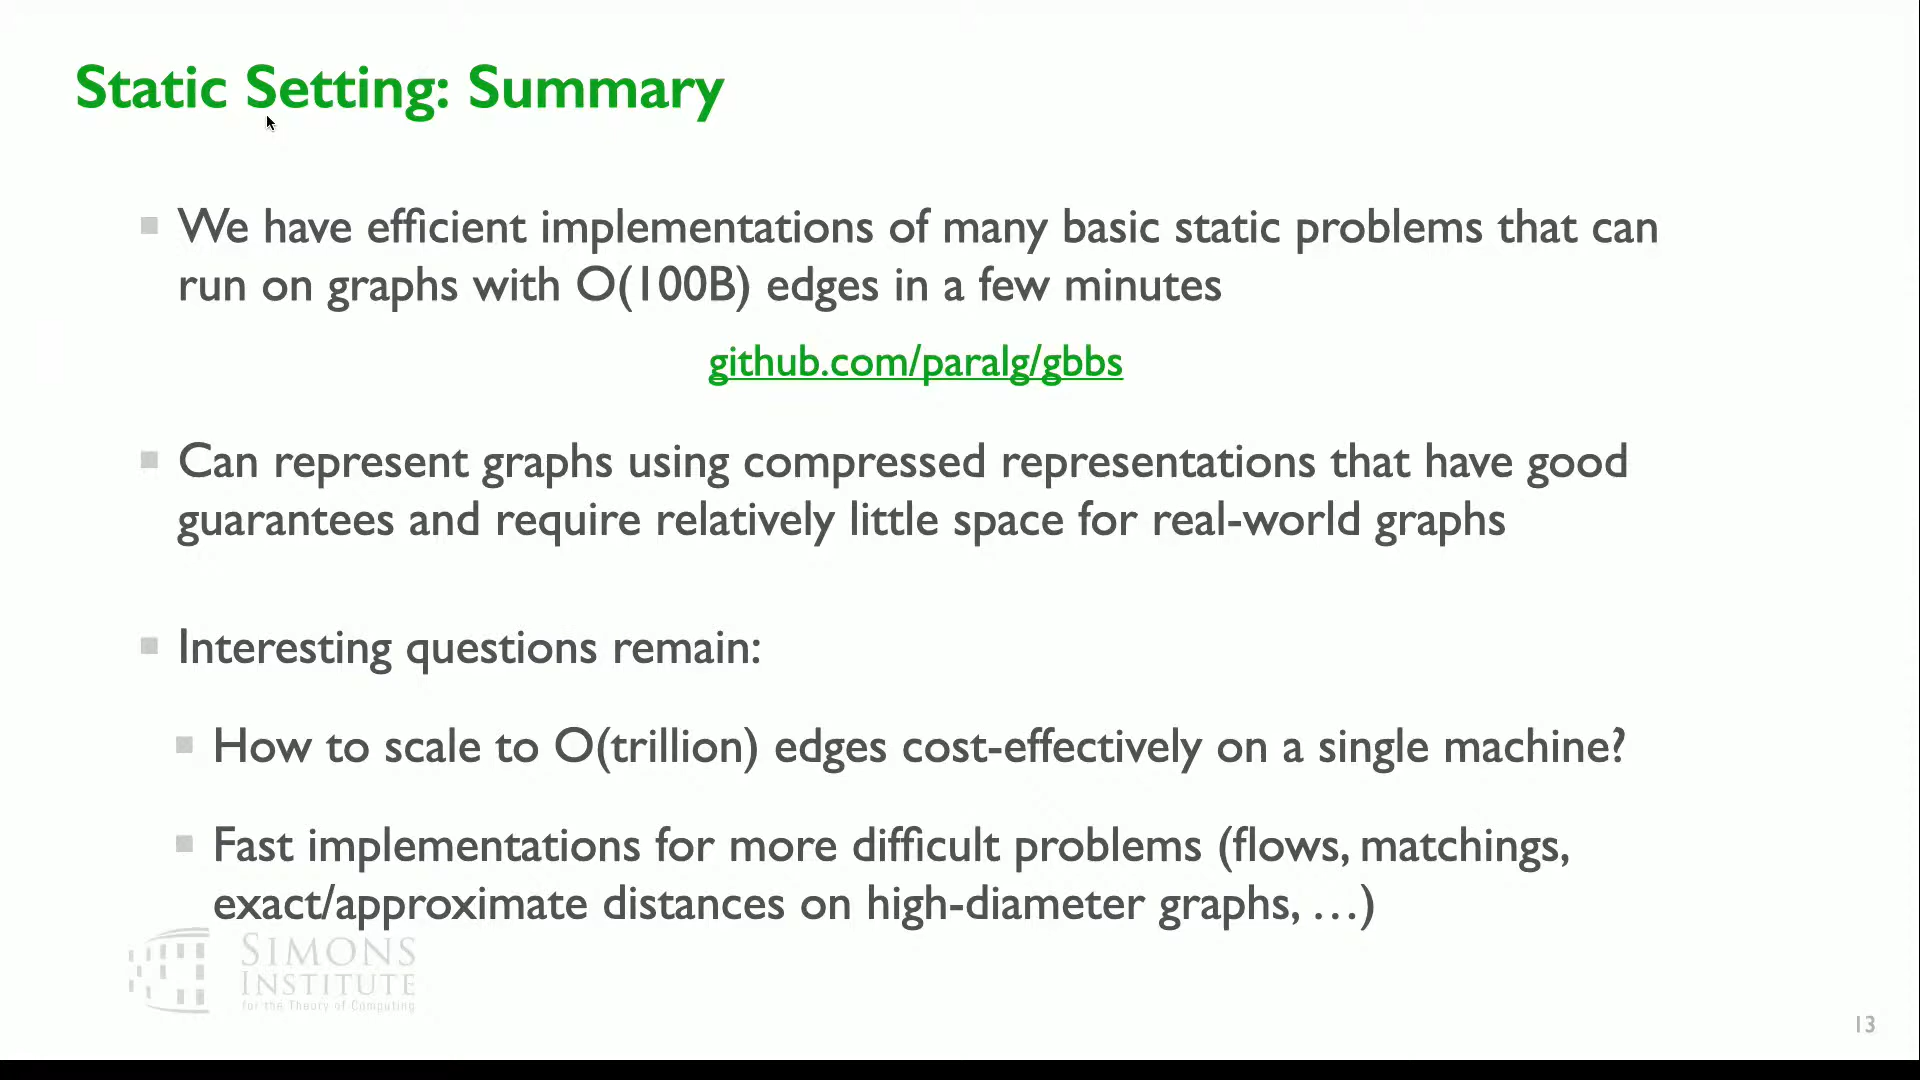 Static Setting: Summary
We have efficient implementations of many basic static problems that can
run on graphs with O(100B) edges in a few minutes
github.com/paralg/gbbs
Can represent graphs using compressed representations that have good
guarantees and require relatively little space for real-world graphs
Interesting questions remain:
How to scale to O(trillion) edges cost-effectively on a single machine?
Fast implementations for more difficult problems (flows, matchings,
exact/approximate distances on high-diameter graphs, …)
SIMONS
INSTITUTE
for the Theory of Computing
13